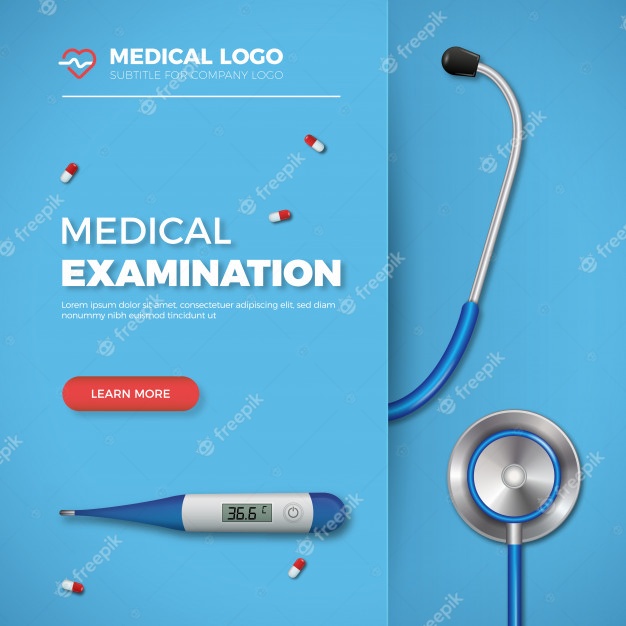 MEDICAL LOGO
SUBTITLE FOR COMPANY LOGO
MEDICAL
EXAMINATION
Lorem ipsum dolor sit amet, consectetuer adipiscing elit, sed diam
nonummy nibh euismod tincidunt ut
LEARN MORE
36.6 C
freepik